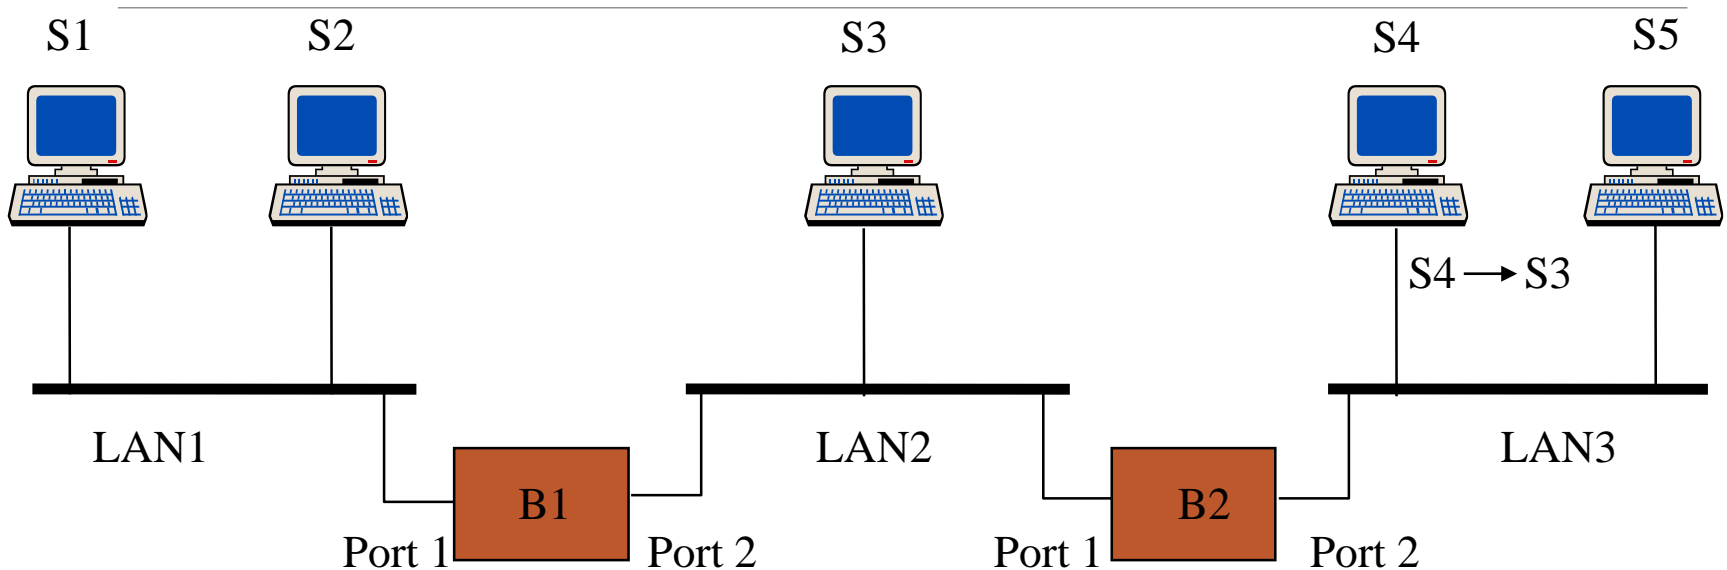 S1 S2 S3 S4 S5
S4 → S3
LAN1 LAN2 LAN3
B1 B2
Port 1 Port 2 Port 1 Port 2